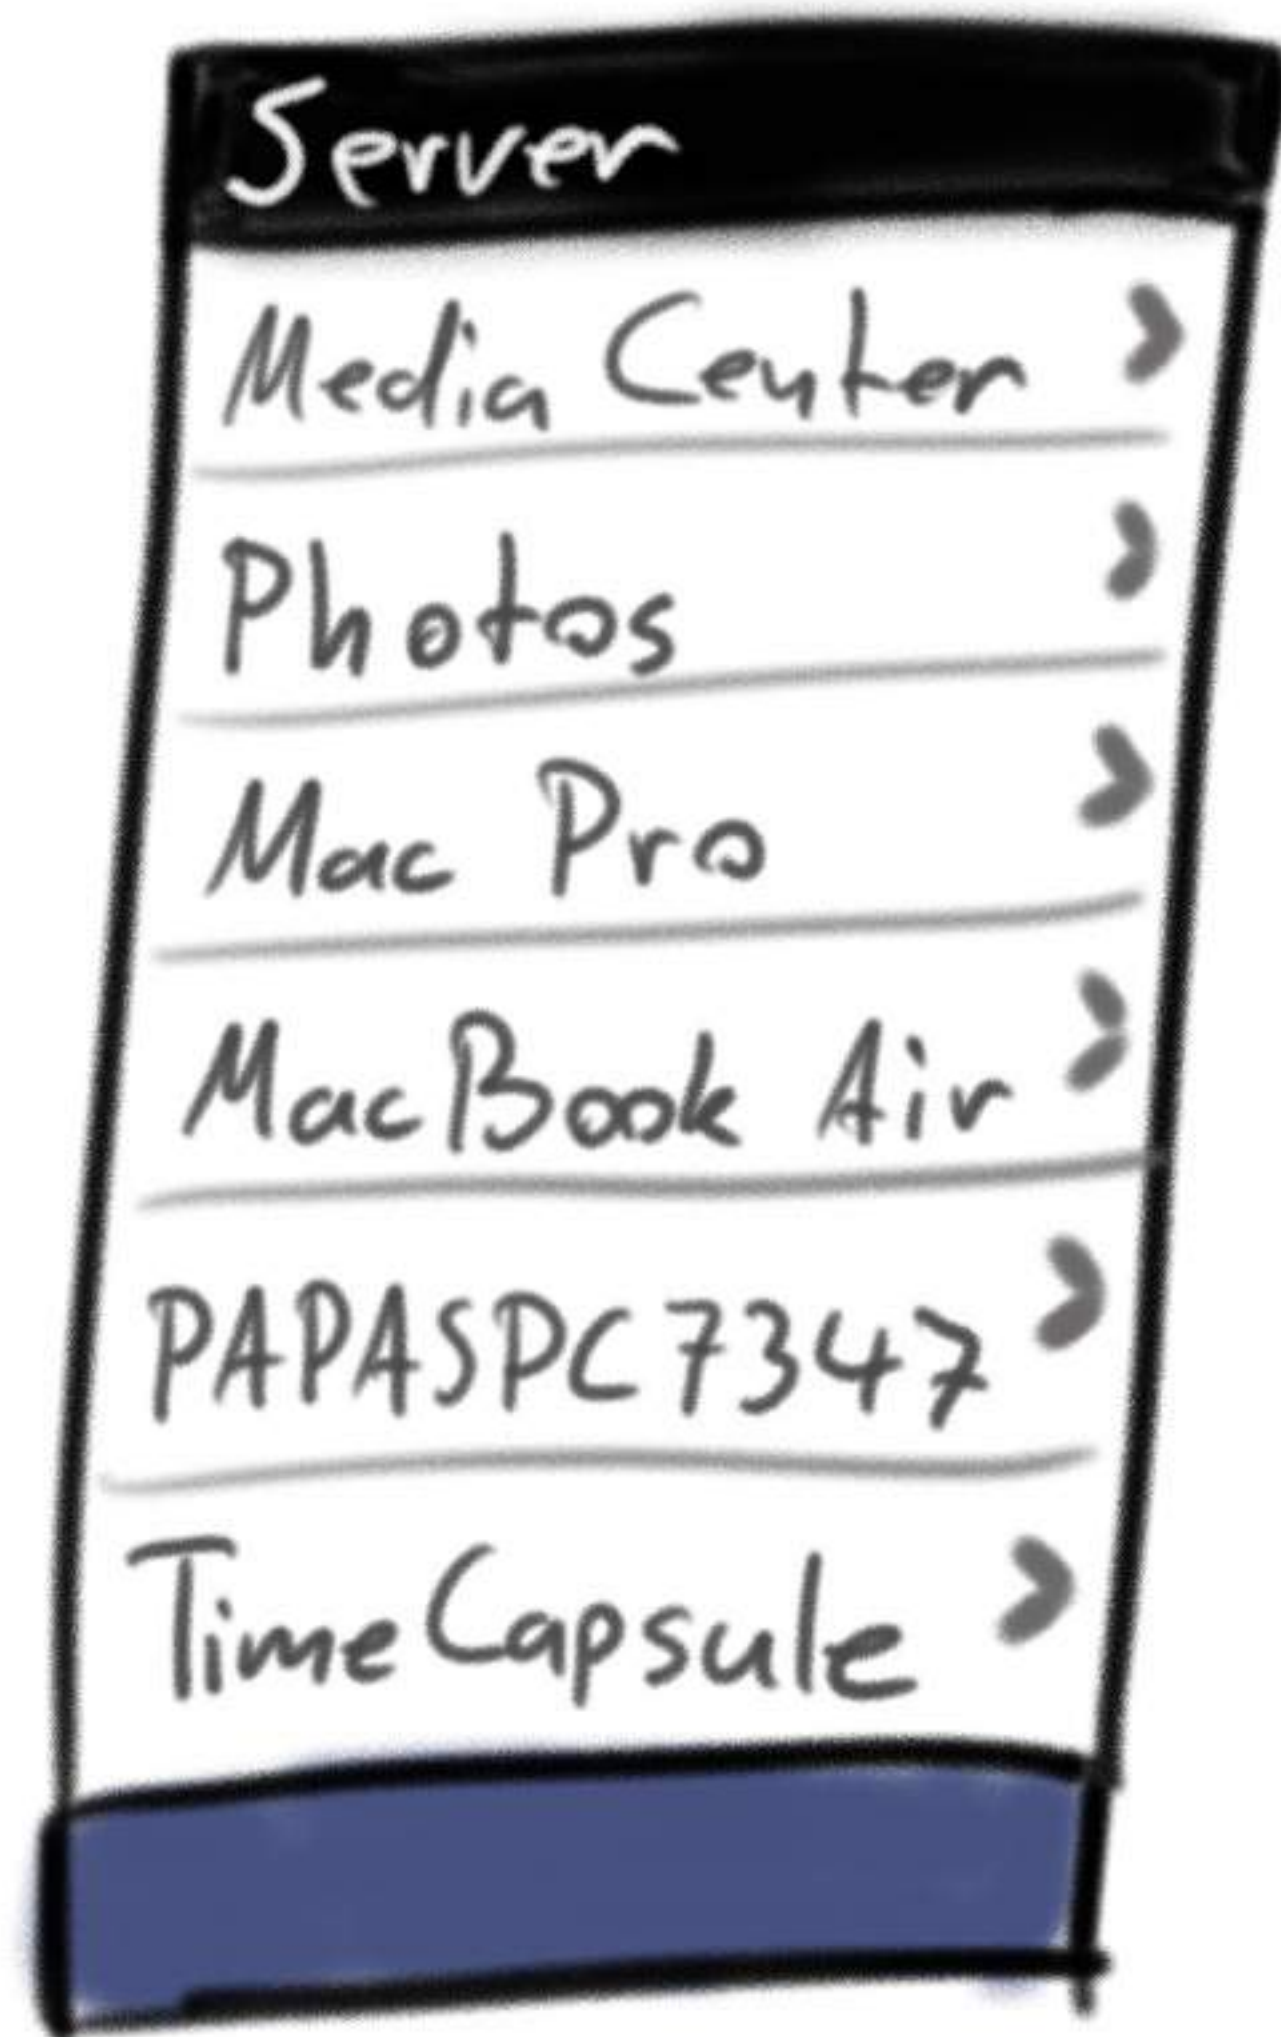 Server
Media Center
Photos
Mac Pro
MacBook Air
PAPASPC7347
TimeCapsule